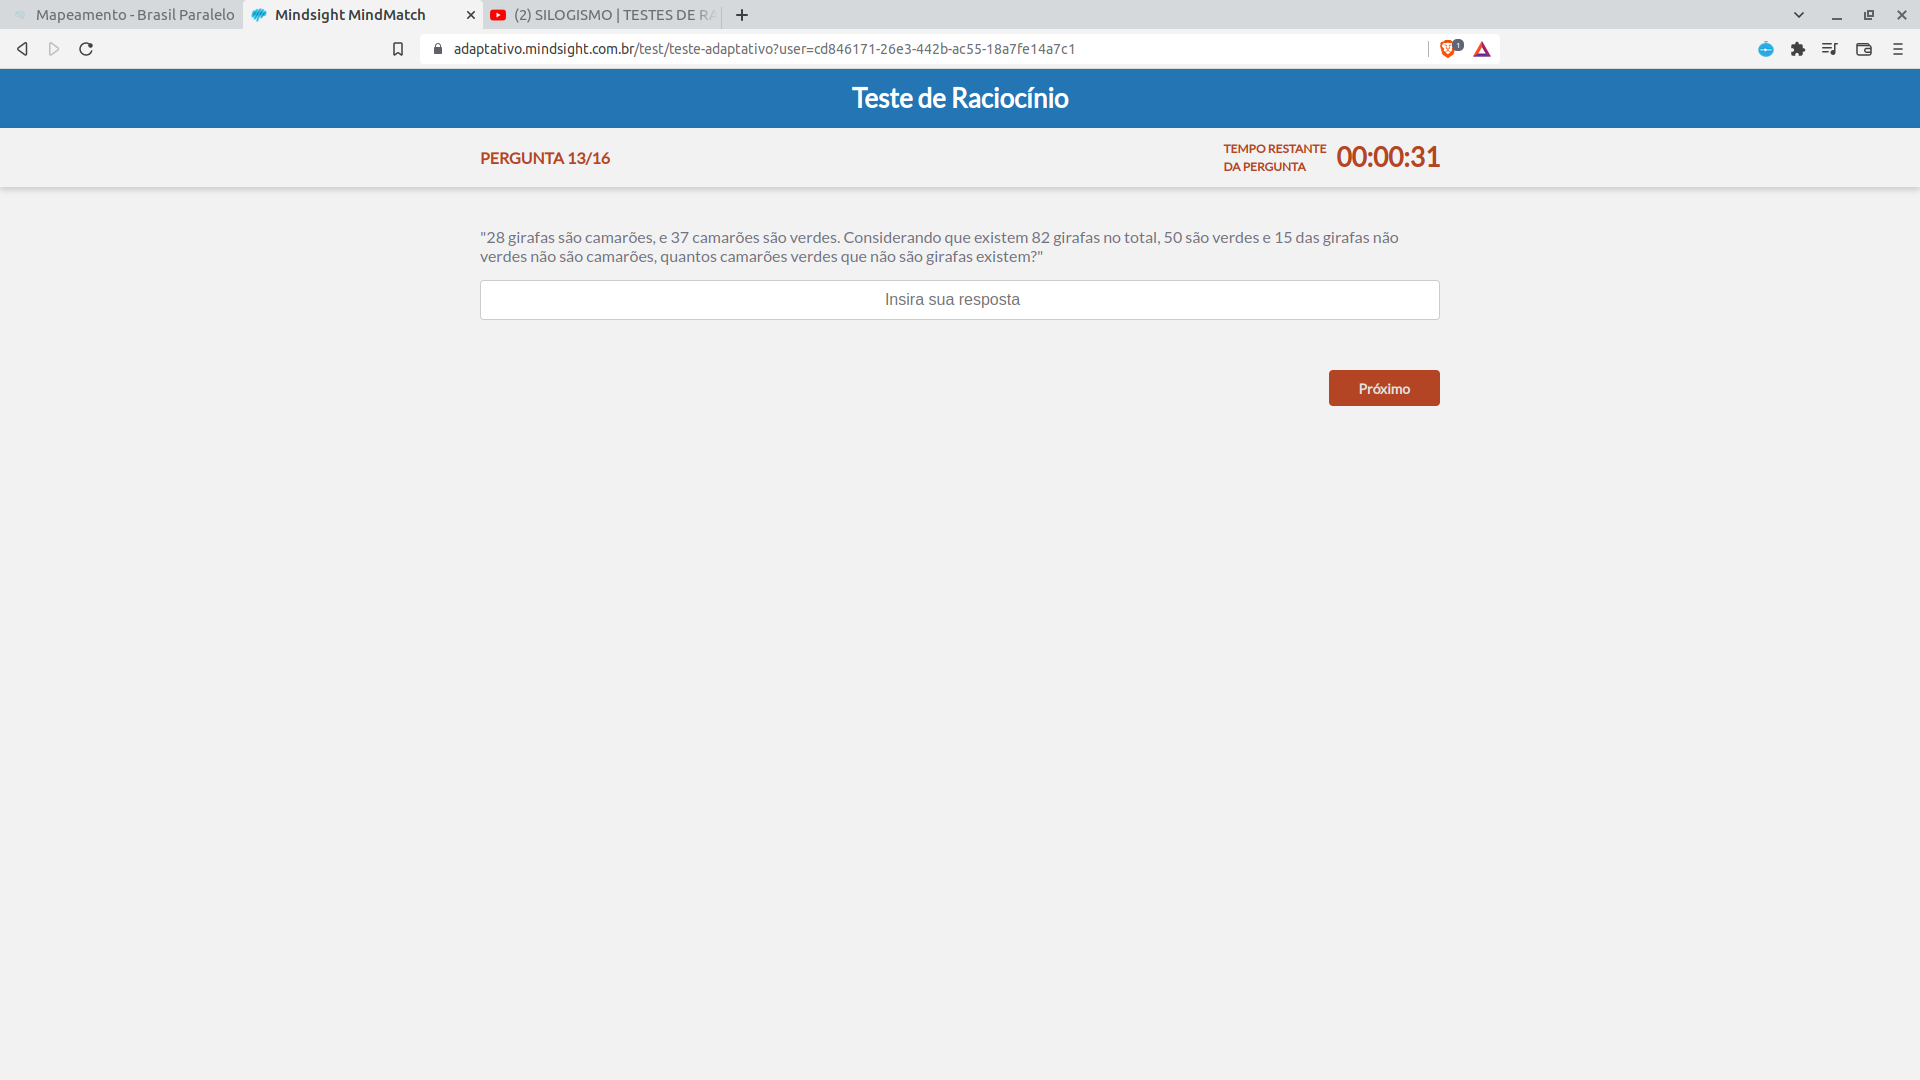 Mapeamento - Brasil Paralelo
Mindsight MindMatch
(2) SILOGISMO | TESTES DE RA
adaptativo.mindsight.com.br/test/teste-adaptativo?user=cd846171-26e3-442b-ac55-18a7fe14a7c1
1
Teste de Raciocínio
PERGUNTA 13/16
TEMPO RESTANTE
DA PERGUNTA
00:00:31
"28 girafas são camarões, e 37 camarões são verdes. Considerando que existem 82 girafas no total, 50 são verdes e 15 das girafas não
verdes não são camarões, quantos camarões verdes que não são girafas existem?"
Insira sua resposta
Próximo